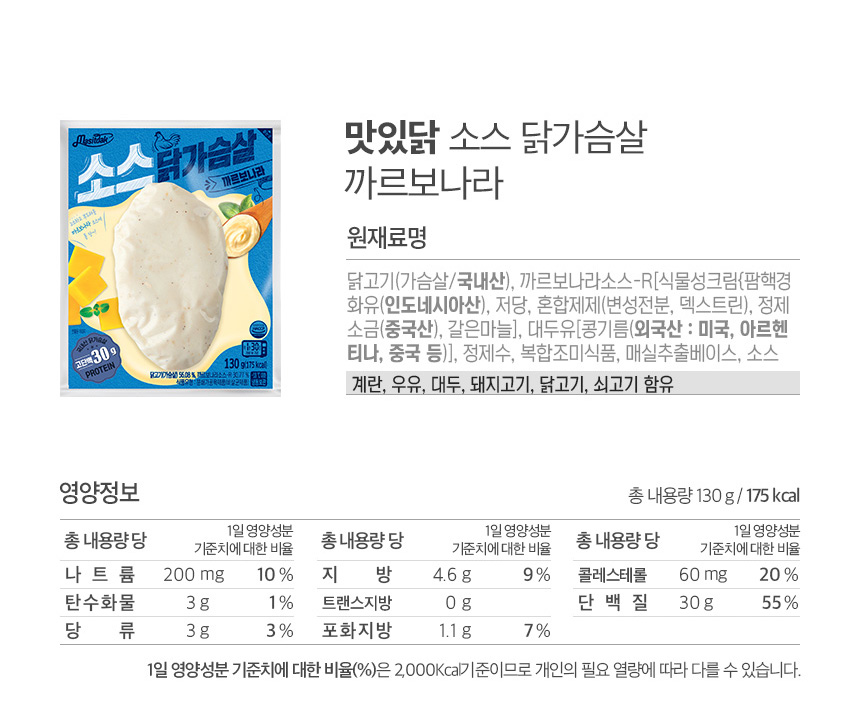 맛있닭 소스 닭가슴살
까르보나라
원재료명
닭고기(가슴살/국내산), 까르보나라소스-R[식물성크림{팜핵경
화유(인도네시아산), 저당, 혼합제제(변성전분, 덱스트린), 정제
소금(중국산), 갈은마늘], 대두유[콩기름(외국산 : 미국, 아르헨
티나, 중국 등)], 정제수, 복합조미식품, 매실추출베이스, 소스
계란, 우유, 대두, 돼지고기, 닭고기, 쇠고기 함유
Masitdak
소스 닭가슴살
까르보나라
고단백 30g
PROTEIN
130 g(175 kcal)
영양정보
총 내용량 130 g / 175 kcal
총 내용량 당 1일 영양성분 기준치에 대한 비율
나트륨 200 mg 10 %
탄수화물 3 g 1 %
당류 3 g 3 %
총 내용량 당 1일 영양성분 기준치에 대한 비율
지방 4.6 g 9 %
트랜스지방 0 g
포화지방 1.1 g 7 %
총 내용량 당 1일 영양성분 기준치에 대한 비율
콜레스테롤 60 mg 20 %
단백질 30 g 55 %
1일 영양성분 기준치에 대한 비율(%)은 2,000Kcal기준이므로 개인의 필요 열량에 따라 다를 수 있습니다.